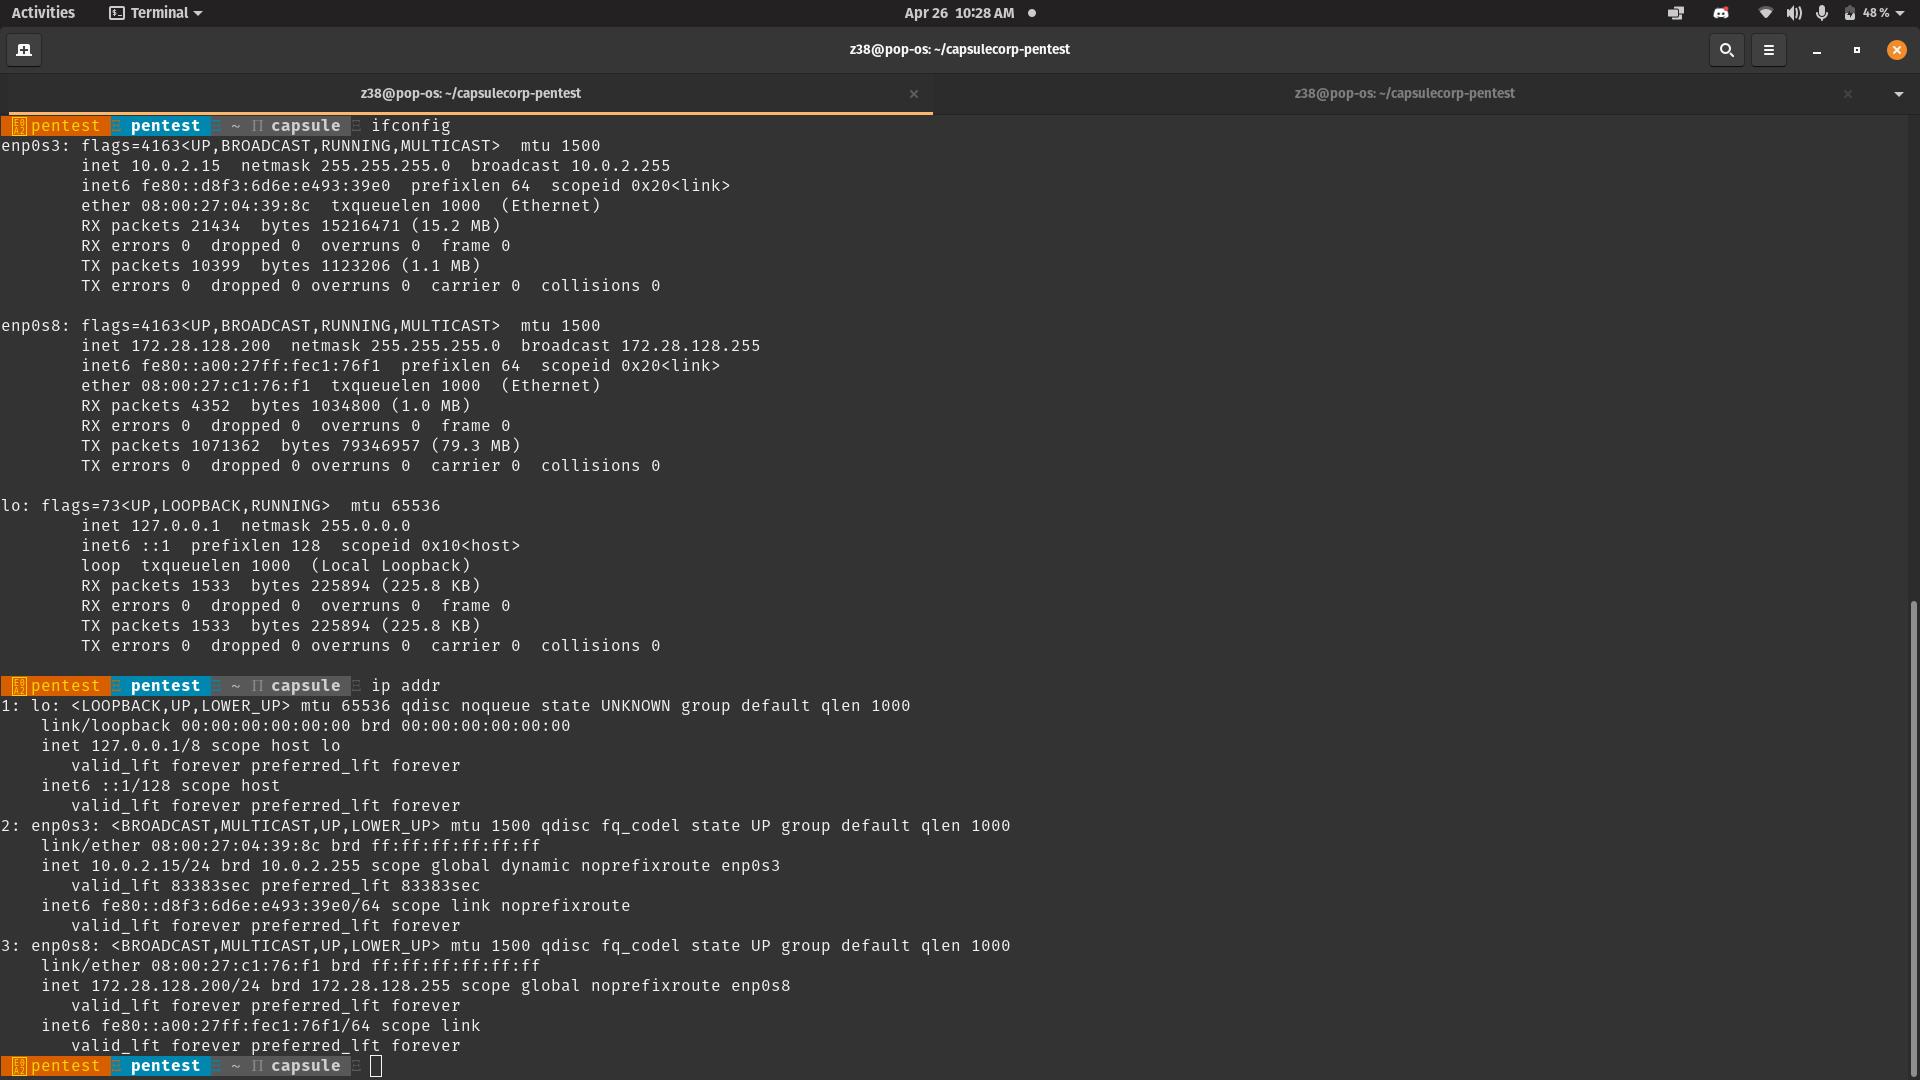 Activities Terminal Apr 26 10:28 AM 48 %
z38@pop-os: ~/capsulecorp-pentest
z38@pop-os: ~/capsulecorp-pentest z38@pop-os: ~/capsulecorp-pentest
pentest pentest ~ capsule ifconfig
enp0s3: flags=4163<UP,BROADCAST,RUNNING,MULTICAST> mtu 1500
inet 10.0.2.15 netmask 255.255.255.0 broadcast 10.0.2.255
inet6 fe80::d8f3:6d6e:e493:39e0 prefixlen 64 scopeid 0x20<link>
ether 08:00:27:04:39:8c txqueuelen 1000 (Ethernet)
RX packets 21434 bytes 15216471 (15.2 MB)
RX errors 0 dropped 0 overruns 0 frame 0
TX packets 10399 bytes 1123206 (1.1 MB)
TX errors 0 dropped 0 overruns 0 carrier 0 collisions 0
enp0s8: flags=4163<UP,BROADCAST,RUNNING,MULTICAST> mtu 1500
inet 172.28.128.200 netmask 255.255.255.0 broadcast 172.28.128.255
inet6 fe80::a00:27ff:fec1:76f1 prefixlen 64 scopeid 0x20<link>
ether 08:00:27:c1:76:f1 txqueuelen 1000 (Ethernet)
RX packets 4352 bytes 1034800 (1.0 MB)
RX errors 0 dropped 0 overruns 0 frame 0
TX packets 1071362 bytes 79346957 (79.3 MB)
TX errors 0 dropped 0 overruns 0 carrier 0 collisions 0
lo: flags=73<UP,LOOPBACK,RUNNING> mtu 65536
inet 127.0.0.1 netmask 255.0.0.0
inet6 ::1 prefixlen 128 scopeid 0x10<host>
loop txqueuelen 1000 (Local Loopback)
RX packets 1533 bytes 225894 (225.8 KB)
RX errors 0 dropped 0 overruns 0 frame 0
TX packets 1533 bytes 225894 (225.8 KB)
TX errors 0 dropped 0 overruns 0 carrier 0 collisions 0
pentest pentest ~ capsule ip addr
1: lo: <LOOPBACK,UP,LOWER_UP> mtu 65536 qdisc noqueue state UNKNOWN group default qlen 1000
link/loopback 00:00:00:00:00:00 brd 00:00:00:00:00:00
inet 127.0.0.1/8 scope host lo
valid_lft forever preferred_lft forever
inet6 ::1/128 scope host
valid_lft forever preferred_lft forever
2: enp0s3: <BROADCAST,MULTICAST,UP,LOWER_UP> mtu 1500 qdisc fq_codel state UP group default qlen 1000
link/ether 08:00:27:04:39:8c brd ff:ff:ff:ff:ff:ff
inet 10.0.2.15/24 brd 10.0.2.255 scope global dynamic noprefixroute enp0s3
valid_lft 83383sec preferred_lft 83383sec
inet6 fe80::d8f3:6d6e:e493:39e0/64 scope link noprefixroute
valid_lft forever preferred_lft forever
3: enp0s8: <BROADCAST,MULTICAST,UP,LOWER_UP> mtu 1500 qdisc fq_codel state UP group default qlen 1000
link/ether 08:00:27:c1:76:f1 brd ff:ff:ff:ff:ff:ff
inet 172.28.128.200/24 brd 172.28.128.255 scope global noprefixroute enp0s8
valid_lft forever preferred_lft forever
inet6 fe80::a00:27ff:fec1:76f1/64 scope link
valid_lft forever preferred_lft forever
pentest pentest ~ capsule